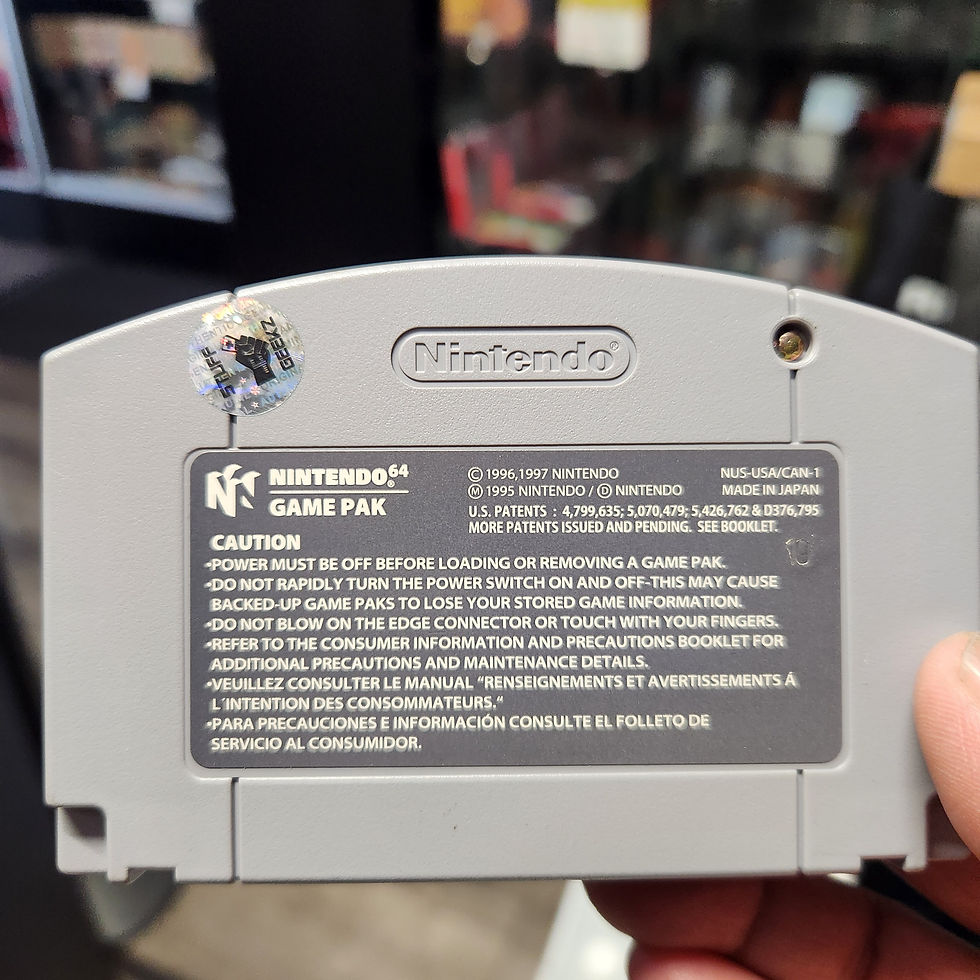 STUFF
GEEYZ
Nintendo®
NINTENDO 64
GAME PAK
© 1996,1997 NINTENDO
Ⓜ 1995 NINTENDO / Ⓓ NINTENDO
U.S. PATENTS : 4,799,635; 5,070,479; 5,426,762 & D376,795
MORE PATENTS ISSUED AND PENDING. SEE BOOKLET.
NUS-USA/CAN-1
MADE IN JAPAN
CAUTION
•POWER MUST BE OFF BEFORE LOADING OR REMOVING A GAME PAK.
•DO NOT RAPIDLY TURN THE POWER SWITCH ON AND OFF-THIS MAY CAUSE
BACKED-UP GAME PAKS TO LOSE YOUR STORED GAME INFORMATION.
•DO NOT BLOW ON THE EDGE CONNECTOR OR TOUCH WITH YOUR FINGERS.
•REFER TO THE CONSUMER INFORMATION AND PRECAUTIONS BOOKLET FOR
ADDITIONAL PRECAUTIONS AND MAINTENANCE DETAILS.
•VEUILLEZ CONSULTER LE MANUAL “RENSEIGNEMENTS ET AVERTISSEMENTS Á
L'INTENTION DES CONSOMMATEURS.“
•PARA PRECAUCIONES E INFORMACIÓN CONSULTE EL FOLLETO DE
SERVICIO AL CONSUMIDOR.